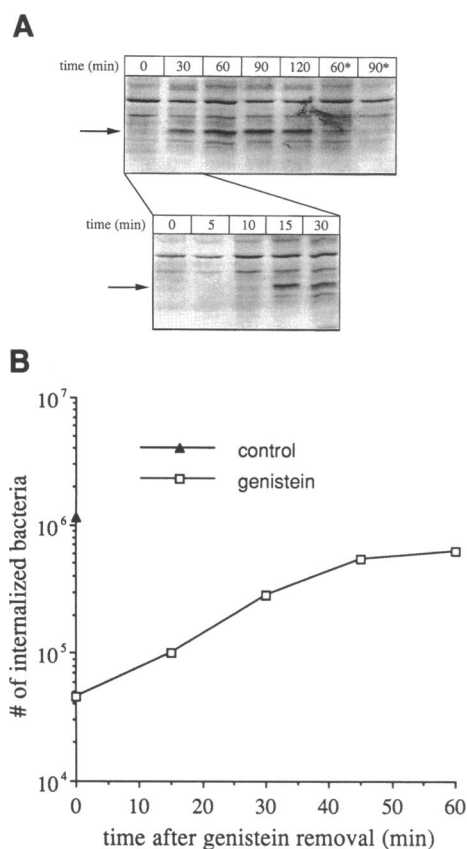 A
time (min) 0 30 60 90 120 60* 90*
time (min) 0 5 10 15 30
B
10^7
control
genistein
10^6
10^5
10^4
# of internalized bacteria
0 10 20 30 40 50 60
time after genistein removal (min)